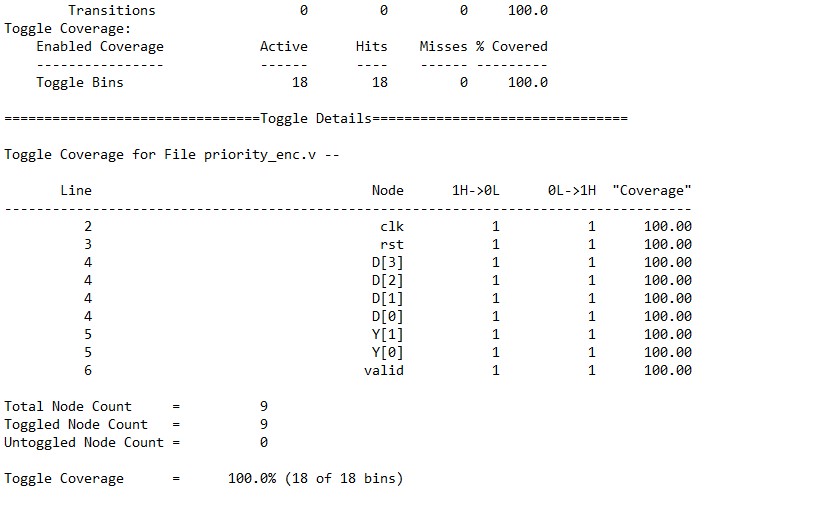 Transitions                  0         0         0     100.0
Toggle Coverage:
    Enabled Coverage            Active      Hits    Misses % Covered
    ----------------            ------      ----    ------ ---------
    Toggle Bins                     18        18         0     100.0

================================Toggle Details================================

Toggle Coverage for File priority_enc.v --

       Line                                   Node      1H->0L      0L->1H  "Coverage"
--------------------------------------------------------------------------------------
          2                                    clk           1           1      100.00
          3                                    rst           1           1      100.00
          4                                   D[3]           1           1      100.00
          4                                   D[2]           1           1      100.00
          4                                   D[1]           1           1      100.00
          4                                   D[0]           1           1      100.00
          5                                   Y[1]           1           1      100.00
          5                                   Y[0]           1           1      100.00
          6                                  valid           1           1      100.00

Total Node Count     =          9
Toggled Node Count   =          9
Untoggled Node Count =          0

Toggle Coverage      =      100.0% (18 of 18 bins)